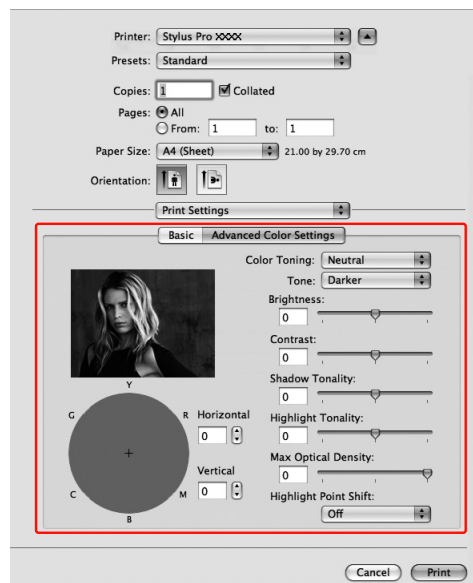 Printer: Stylus Pro XXXX
Presets: Standard
Copies: 1 Collated
Pages: All
From: 1 to: 1
Paper Size: A4 (Sheet) 21.00 by 29.70 cm
Orientation:
Print Settings
Basic Advanced Color Settings
Color Toning: Neutral
Tone: Darker
Brightness:
0
Contrast:
0
Shadow Tonality:
0
Highlight Tonality:
0
Max Optical Density:
0
Highlight Point Shift:
Off
Y
G R
C M
B
Horizontal
0
Vertical
0
Cancel Print